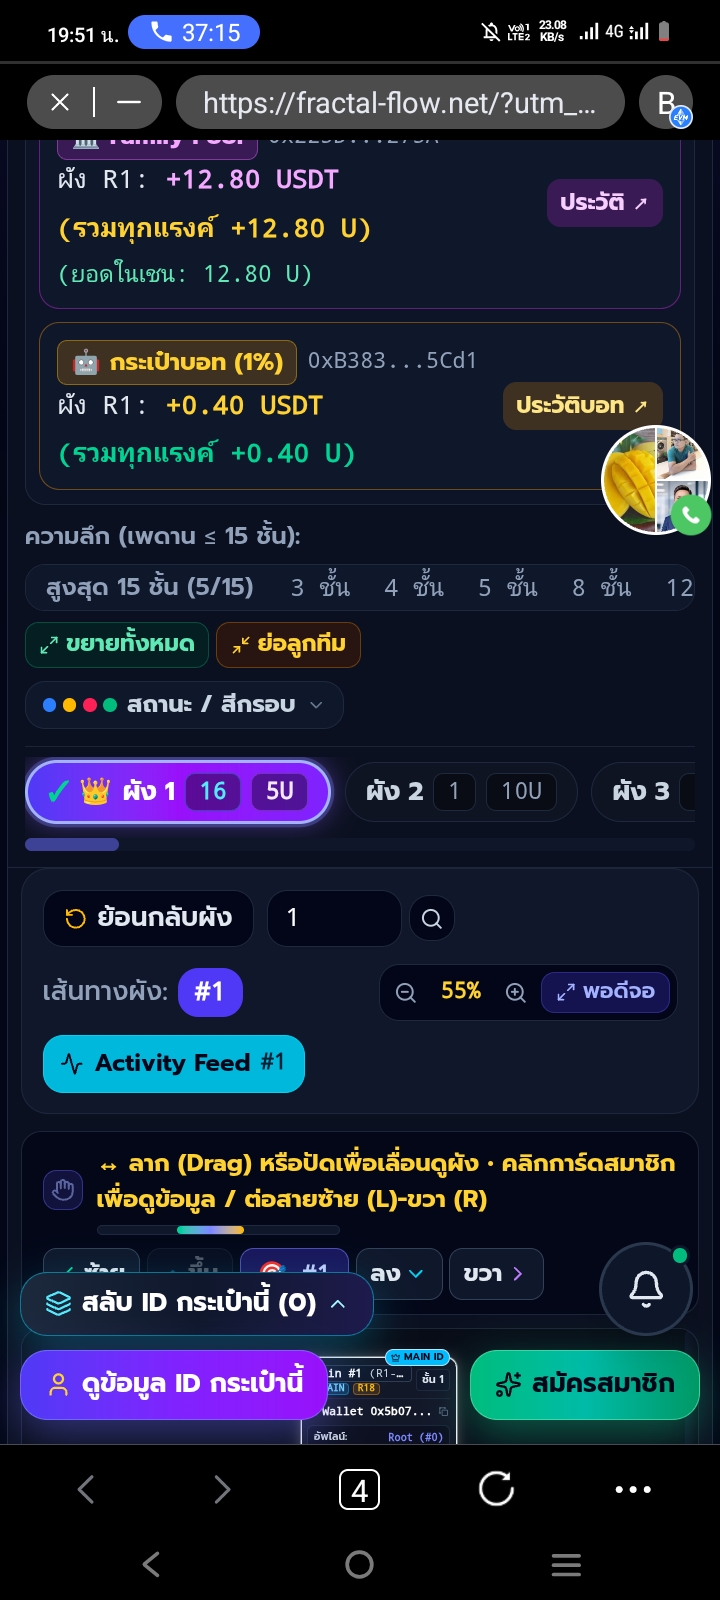 19:51 น.
37:15
Vo))1 LTE2
23.08 KB/s
4G
https://fractal-flow.net/?utm_...
B
EVM
ผัง R1: +12.80 USDT
(รวมทุกแรงค์ +12.80 U)
ประวัติ ↗
(ยอดในเชน: 12.80 U)
กระเป๋าบอท (1%) 0xB383...5Cd1
ผัง R1: +0.40 USDT
ประวัติบอท ↗
(รวมทุกแรงค์ +0.40 U)
ความลึก (เพดาน ≤ 15 ชั้น):
สูงสุด 15 ชั้น (5/15) 3 ชั้น 4 ชั้น 5 ชั้น 8 ชั้น 12
ขยายทั้งหมด ย่อลูกทีม
สถานะ / สีกรอบ
✓ ผัง 1 16 5U ผัง 2 1 10U ผัง 3
ย้อนกลับผัง 1
เส้นทางผัง: #1 55% พอดีจอ
Activity Feed #1
↔ ลาก (Drag) หรือปัดเพื่อเลื่อนดูผัง • คลิกการ์ดสมาชิก
เพื่อดูข้อมูล / ต่อสายซ้าย (L)-ขวา (R)
ซ้าย ขึ้น #1 ลง ขวา
สลับ ID กระเป๋านี้ (0)
MAIN ID
in #1 (R1-…
ชั้น 1
AIN R18
ดูข้อมูล ID กระเป๋านี้
สมัครสมาชิก
Wallet 0x5b07...
อัพไลน์: Root (#0)
4